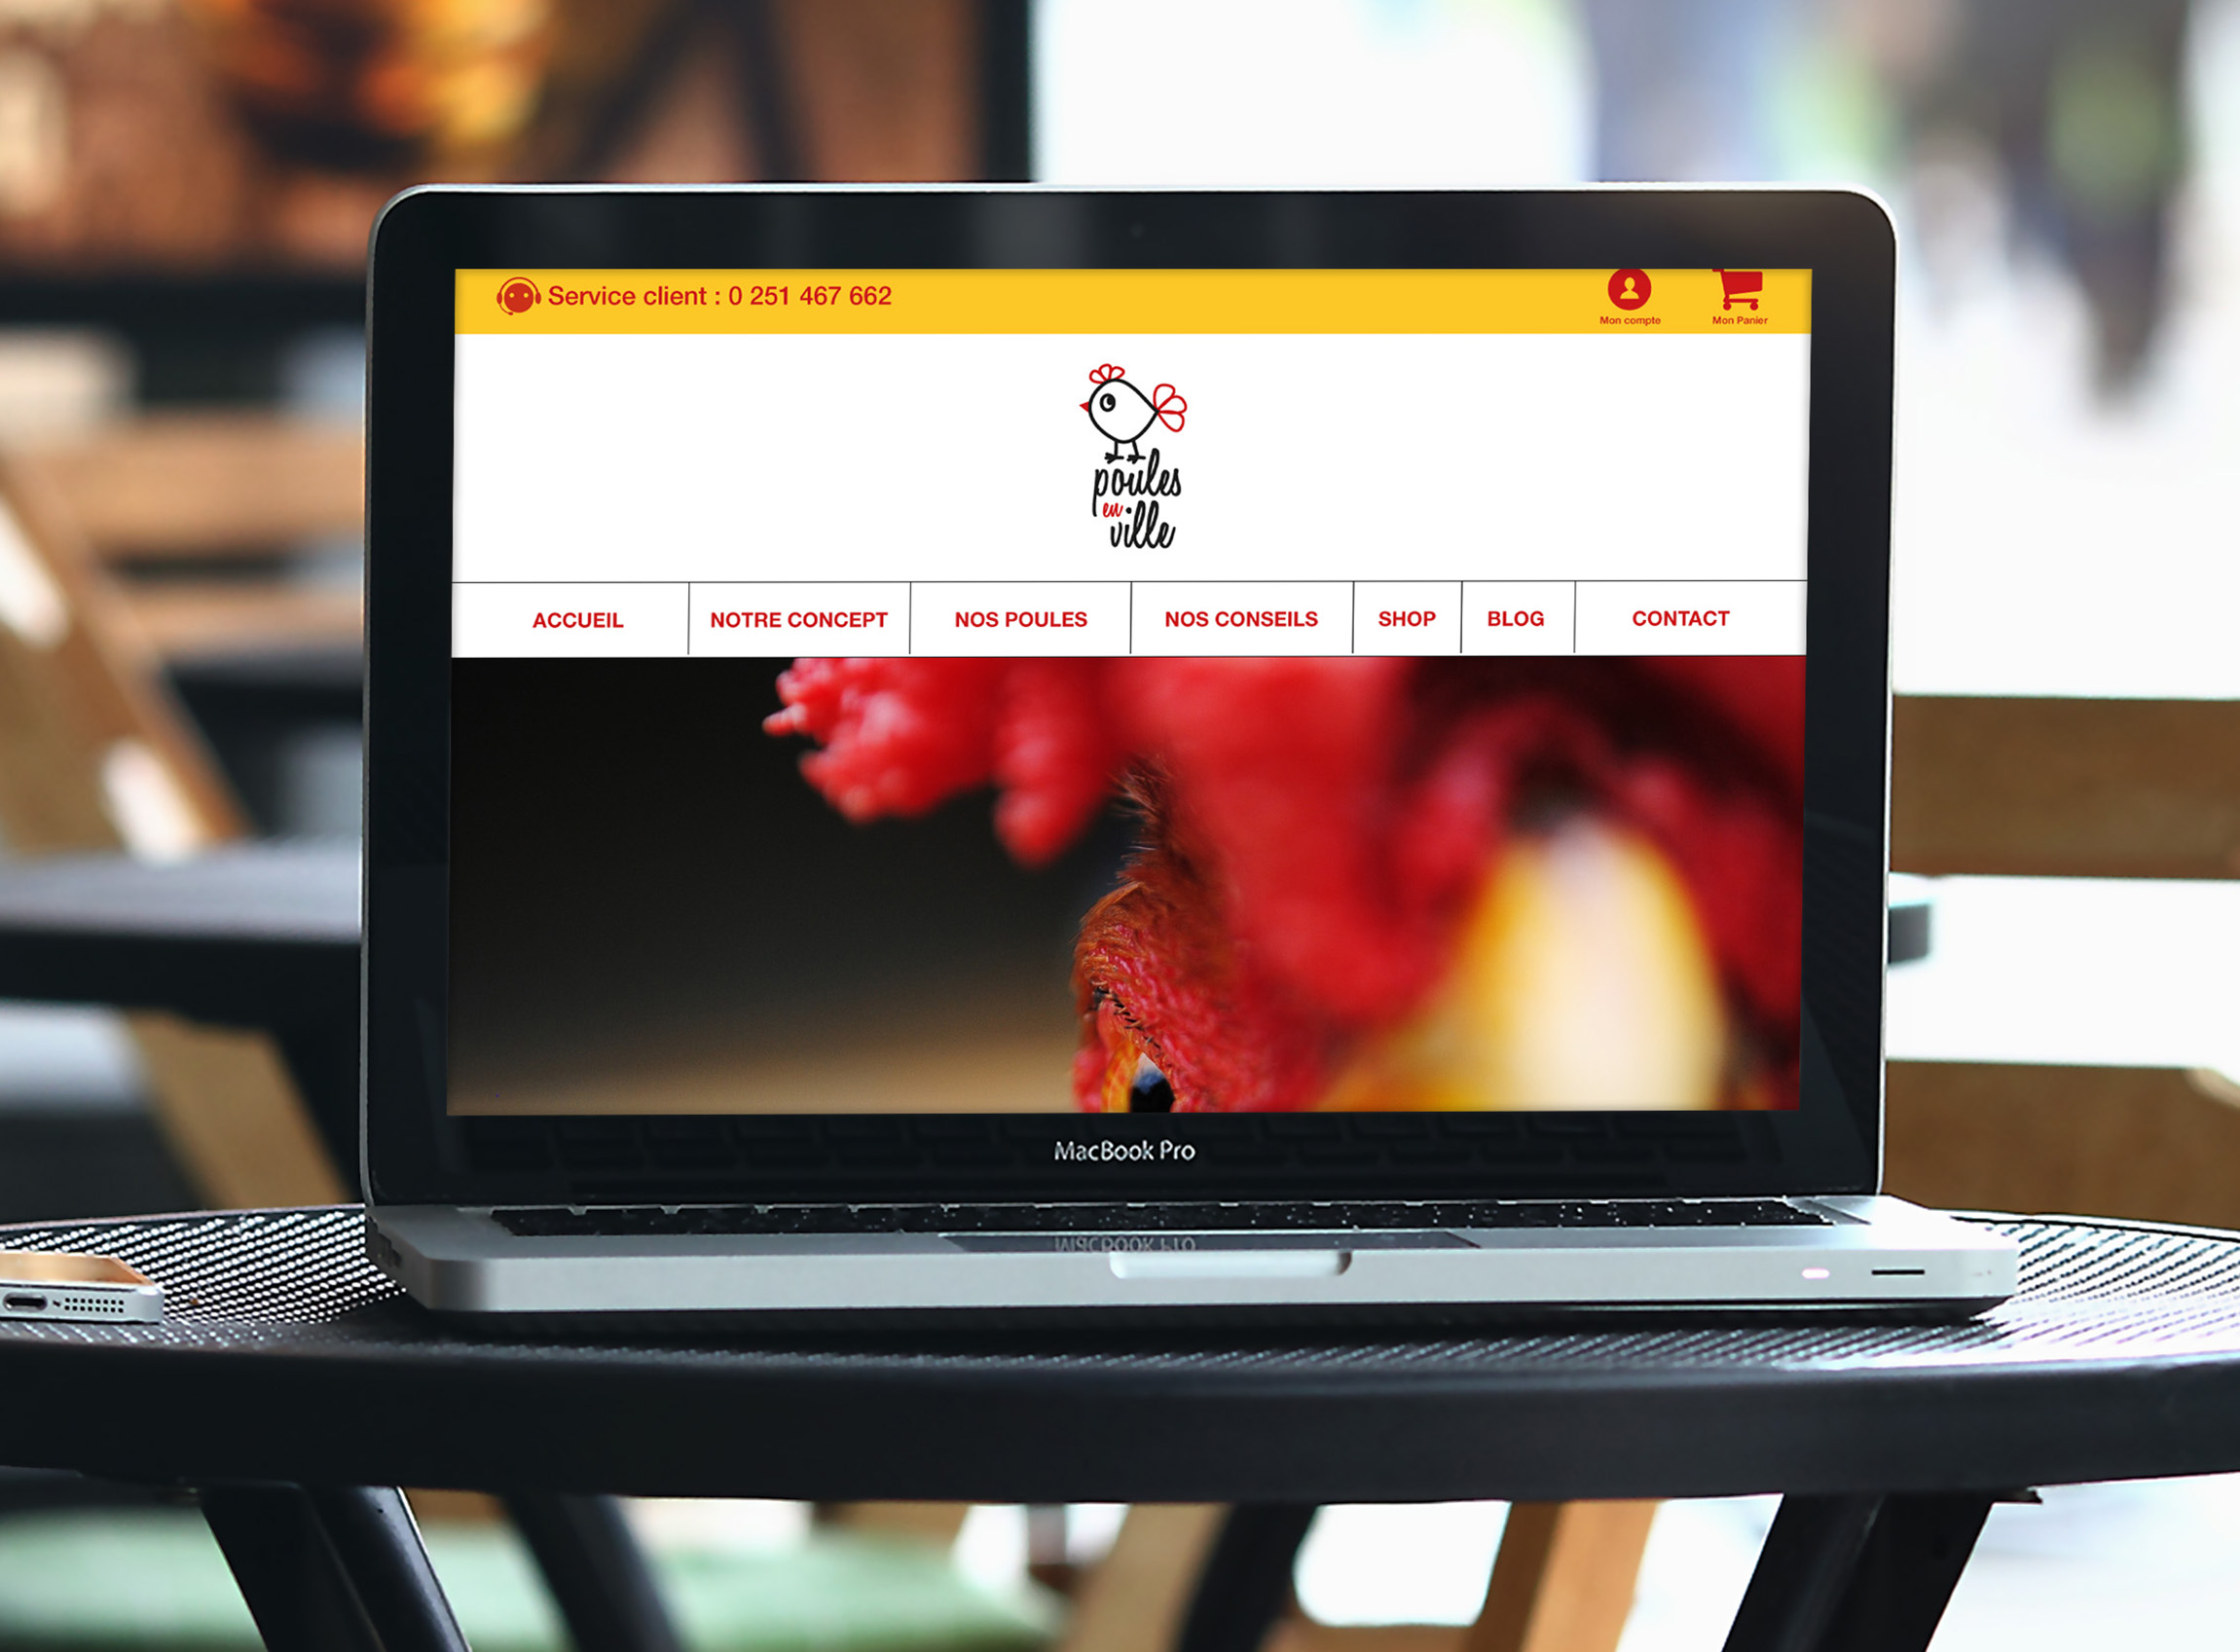 Service client : 0 251 467 662
Mon compte
Mon Panier
poules
en
ville
ACCUEIL
NOTRE CONCEPT
NOS POULES
NOS CONSEILS
SHOP
BLOG
CONTACT
MacBook Pro